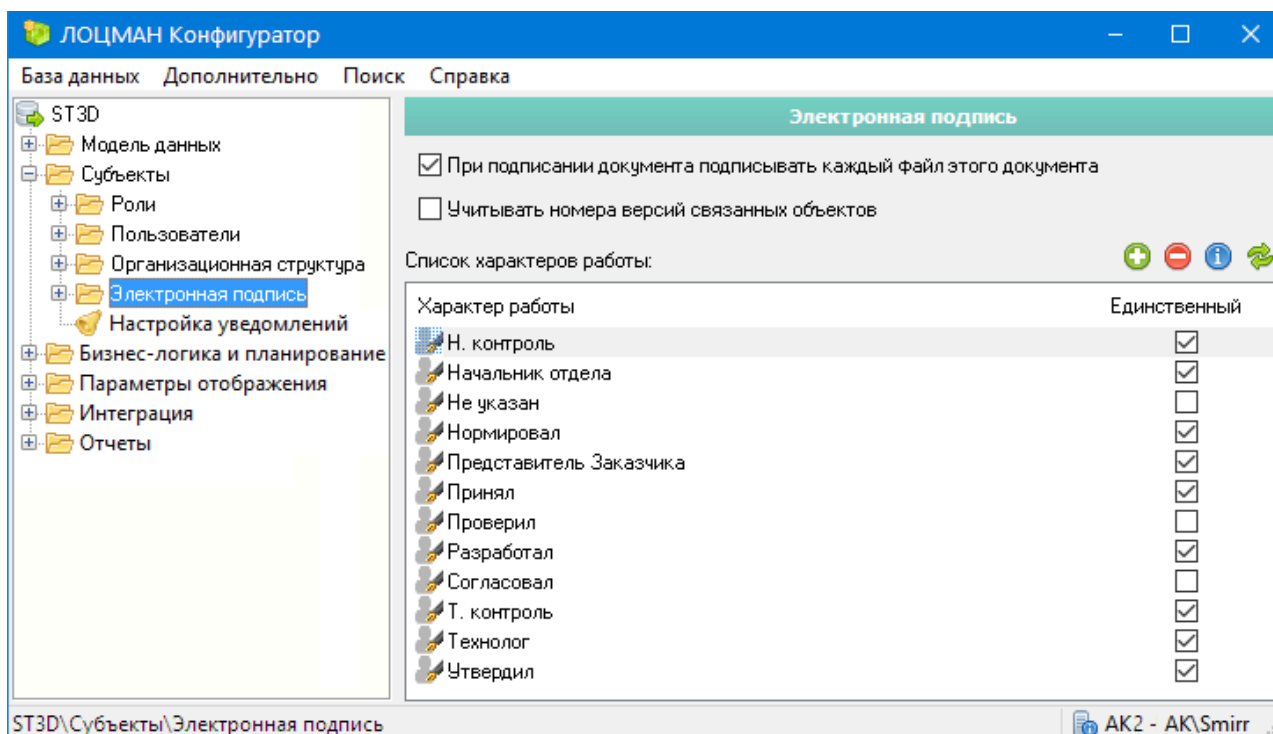 ЛОЦМАН Конфигуратор
База данных Дополнительно Поиск Справка
ST3D
Модель данных
Субъекты
Роли
Пользователи
Организационная структура
Электронная подпись
Настройка уведомлений
Бизнес-логика и планирование
Параметры отображения
Интеграция
Отчеты
Электронная подпись
При подписании документа подписывать каждый файл этого документа
Учитывать номера версий связанных объектов
Список характеров работы:
Характер работы Единственный
Н. контроль
Начальник отдела
Не указан
Нормировал
Представитель Заказчика
Принял
Проверил
Разработал
Согласовал
Т. контроль
Технолог
Утвердил
ST3D\Субъекты\Электронная подпись
AK2 - AK\Smirr